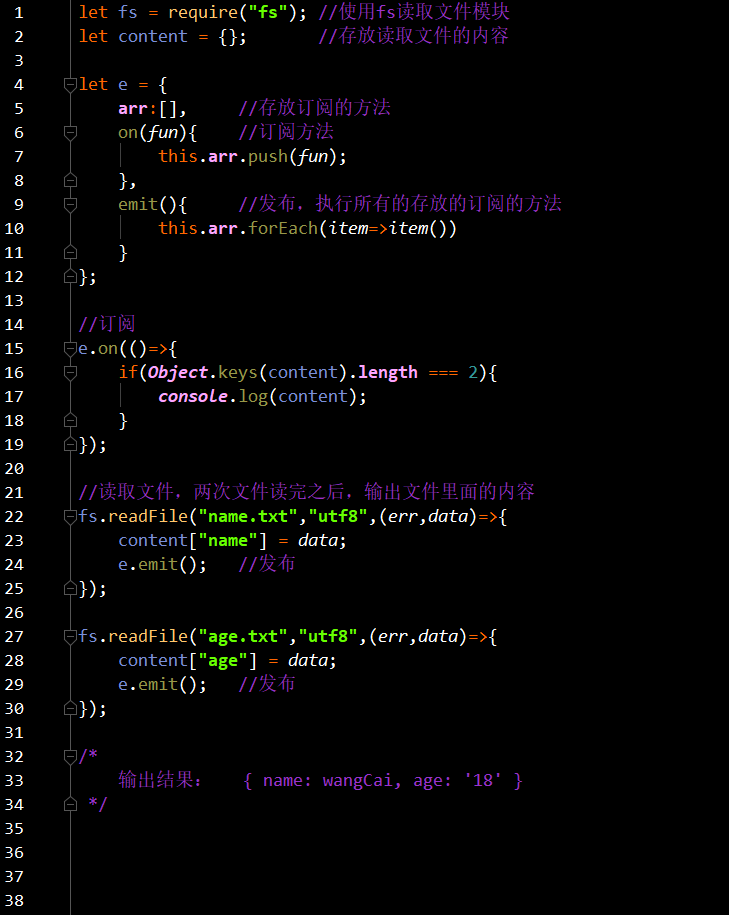 1 let fs = require("fs"); //使用fs读取文件模块
2 let content = {}; //存放读取文件的内容
3
4 let e = {
5 arr:[], //存放订阅的方法
6 on(fun){ //订阅方法
7 this.arr.push(fun);
8 },
9 emit(){ //发布，执行所有的存放的订阅的方法
10 this.arr.forEach(item=>item())
11 }
12 };
13
14 //订阅
15 e.on(()=>{
16 if(Object.keys(content).length === 2){
17 console.log(content);
18 }
19 });
20
21 //读取文件，两次文件读完之后，输出文件里面的内容
22 fs.readFile("name.txt","utf8",(err,data)=>{
23 content["name"] = data;
24 e.emit(); //发布
25 });
26
27 fs.readFile("age.txt","utf8",(err,data)=>{
28 content["age"] = data;
29 e.emit(); //发布
30 });
31
32 /*
33 输出结果： { name: wangCai, age: '18' }
34 */
35
36
37
38